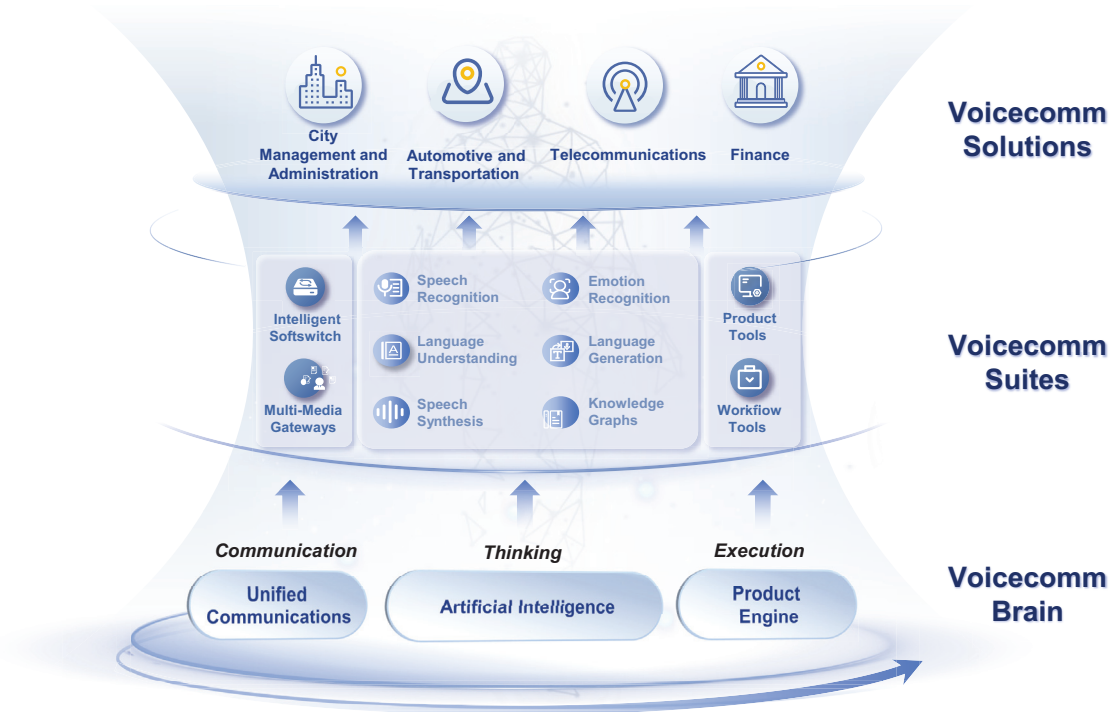 City
Management and
Administration
Automotive and
Transportation
Telecommunications
Finance
Voicecomm
Solutions
Intelligent
Softswitch
Multi-Media
Gateways
Speech
Recognition
Language
Understanding
Speech
Synthesis
Emotion
Recognition
Language
Generation
Knowledge
Graphs
Product
Tools
Workflow
Tools
Voicecomm
Suites
Communication
Thinking
Execution
Unified
Communications
Artificial Intelligence
Product
Engine
Voicecomm
Brain